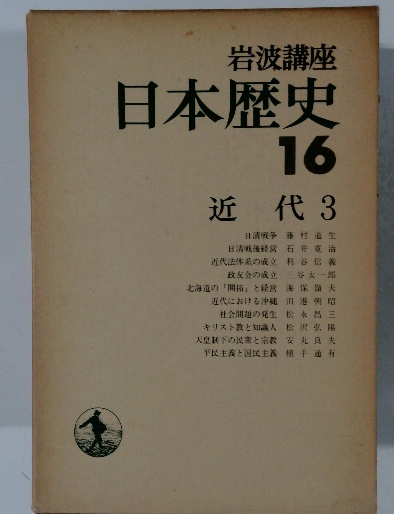 岩波講座
日本歴史
16
近代 3
日清戦争 藤村道生
日清戦後経営 石井寛治
近代法体系の成立 利谷信義
政友会の成立 三谷太一郎
北海道の「開拓」と経営 海保嶺夫
近代における沖縄 田港朝昭
社会問題の発生 松永昌三
キリスト教と知識人 松沢弘陽
天皇制下の民衆と宗教 安丸良夫
平民主義と国民主義 植手通有